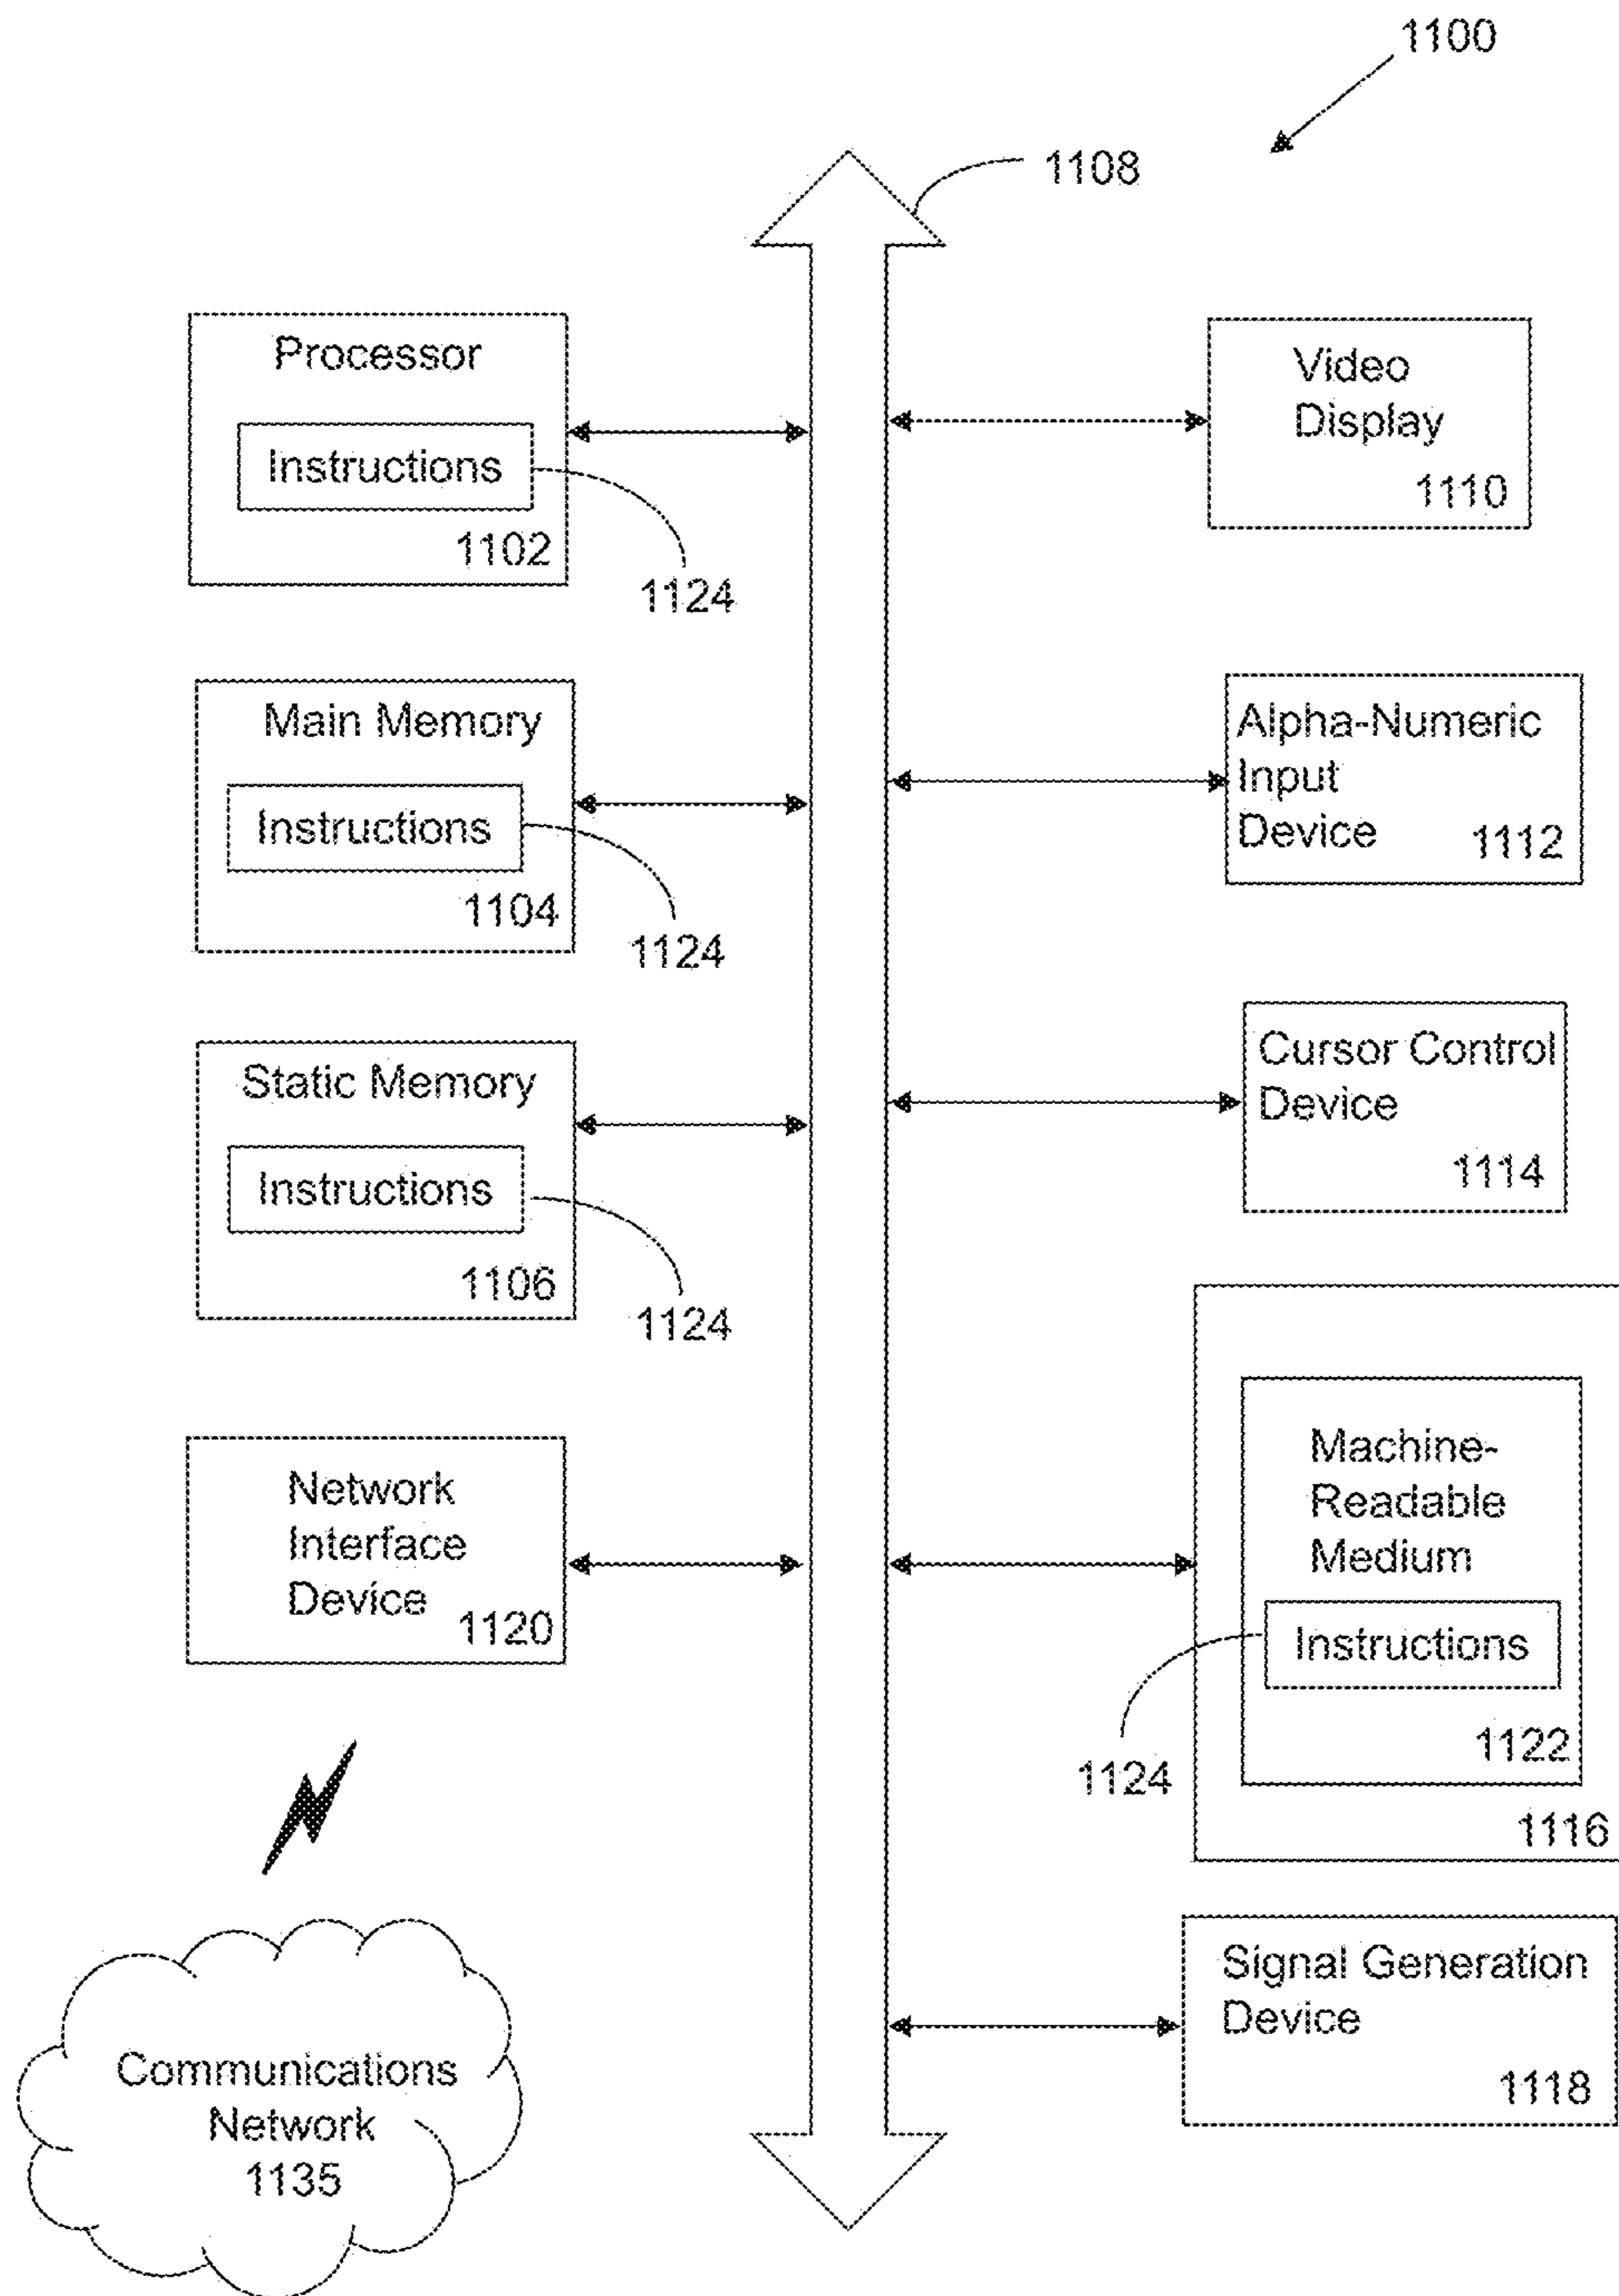 1100
1108
Processor
Instructions
1102
1124
Main Memory
Instructions
1104
1124
Static Memory
Instructions
1106
1124
Network
Interface
Device
1120
Communications
Network
1135
Video
Display
1110
Alpha-Numeric
Input
Device
1112
Cursor Control
Device
1114
Machine-
Readable
Medium
Instructions
1122
1124
1116
Signal Generation
Device
1118